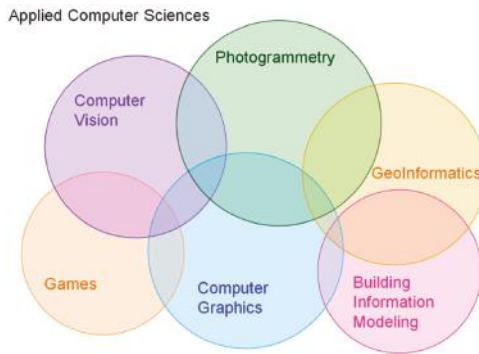 Applied Computer Sciences
Photogrammetry
Computer
Vision
GeoInformatics
Games
Computer
Graphics
Building
Information
Modeling